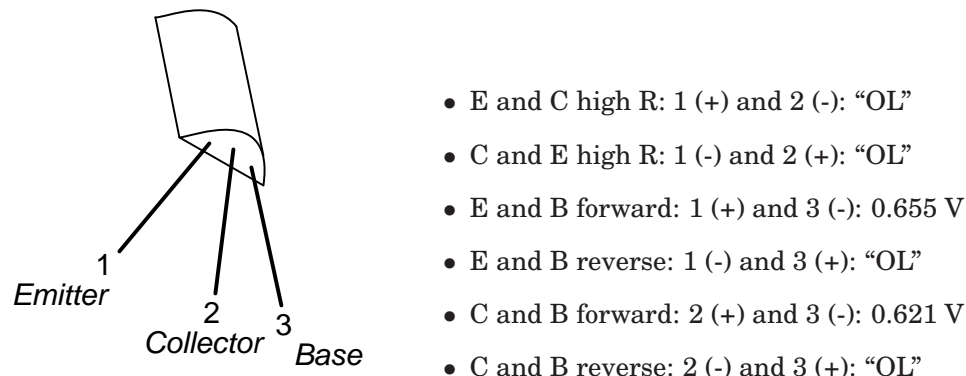 1
Emitter
2
Collector
3
Base
• E and C high R: 1 (+) and 2 (-): “OL”
• C and E high R: 1 (-) and 2 (+): “OL”
• E and B forward: 1 (+) and 3 (-): 0.655 V
• E and B reverse: 1 (-) and 3 (+): “OL”
• C and B forward: 2 (+) and 3 (-): 0.621 V
• C and B reverse: 2 (-) and 3 (+): “OL”